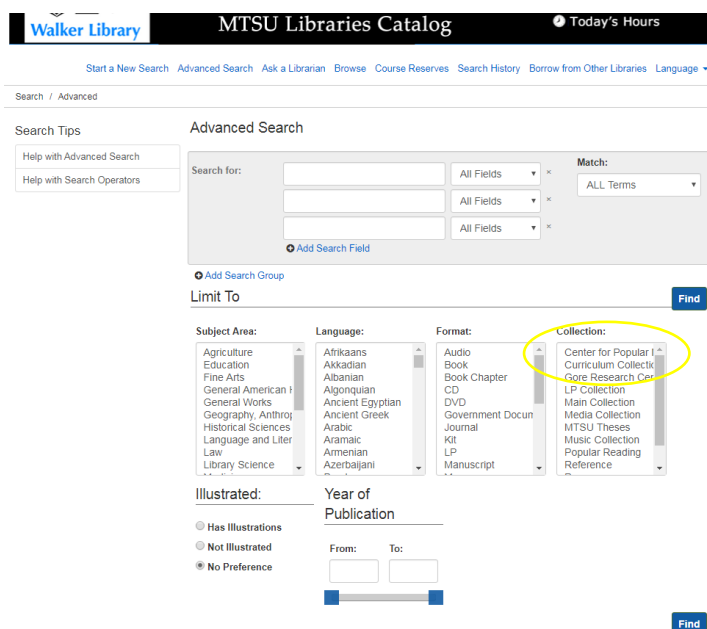 Walker Library
MTSU Libraries Catalog
Today's Hours
Start a New Search Advanced Search Ask a Librarian Browse Course Reserves Search History Borrow from Other Libraries Language
Search / Advanced
Search Tips
Help with Advanced Search
Help with Search Operators
Advanced Search
Search for:
All Fields ×
All Fields ×
All Fields ×
Match:
ALL Terms
Add Search Field
Add Search Group
Limit To
Find
Subject Area:
Agriculture
Education
Fine Arts
General American H
General Works
Geography, Anthrop
Historical Sciences
Language and Liter
Law
Library Science
Language:
Afrikaans
Akkadian
Albanian
Algonquian
Ancient Egyptian
Ancient Greek
Arabic
Aramaic
Armenian
Azerbaijani
Format:
Audio
Book
Book Chapter
CD
DVD
Government Docum
Journal
Kit
LP
Manuscript
Collection:
Center for Popular
Curriculum Collectic
Gore Research Cer
LP Collection
Main Collection
Media Collection
MTSU Theses
Music Collection
Popular Reading
Reference
Illustrated:
Has Illustrations
Not Illustrated
No Preference
Year of
Publication
From: To:
Find